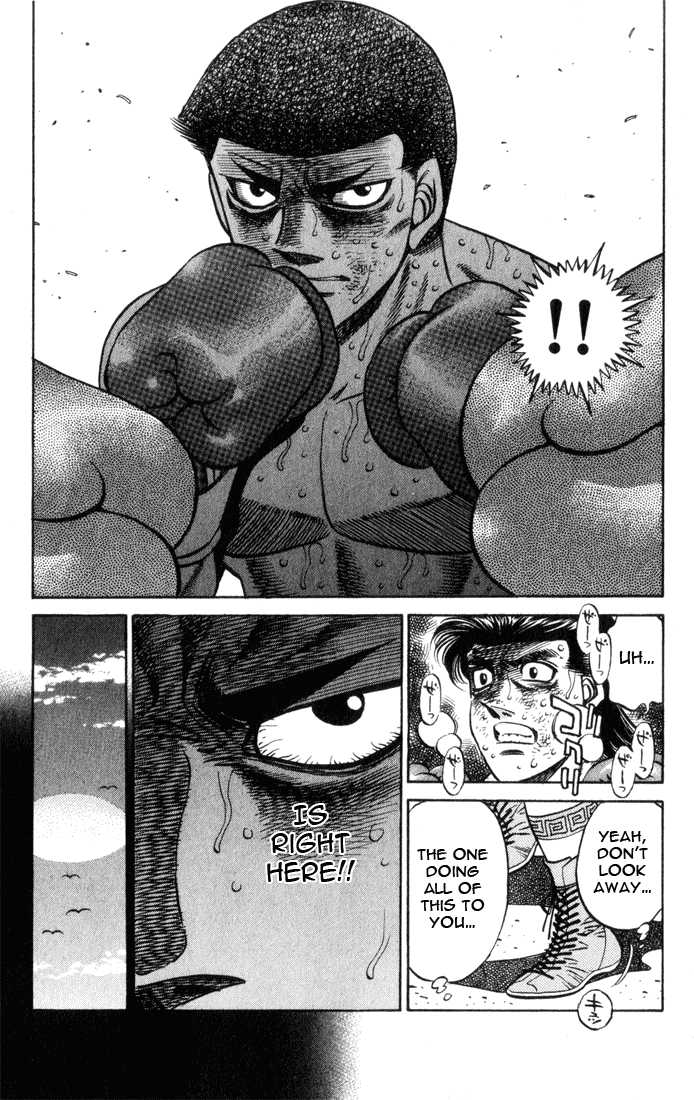 !!
UH...
YEAH,
DON'T
LOOK
AWAY...
THE ONE
DOING
ALL OF
THIS TO
YOU...
IS
RIGHT
HERE!!